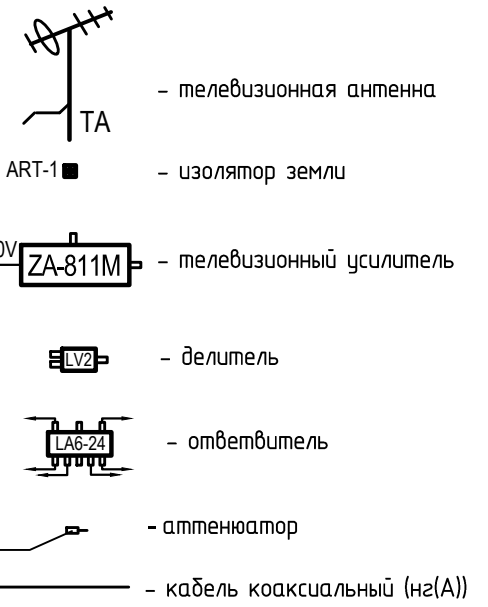 – телевизионная антенна
TA
ART-1 – изолятор земли
0V
ZA-811M – телевизионный усилитель
LV2 – делитель
LA6-24 – ответвитель
– аттенюатор
– кабель коаксиальный (нг(А))